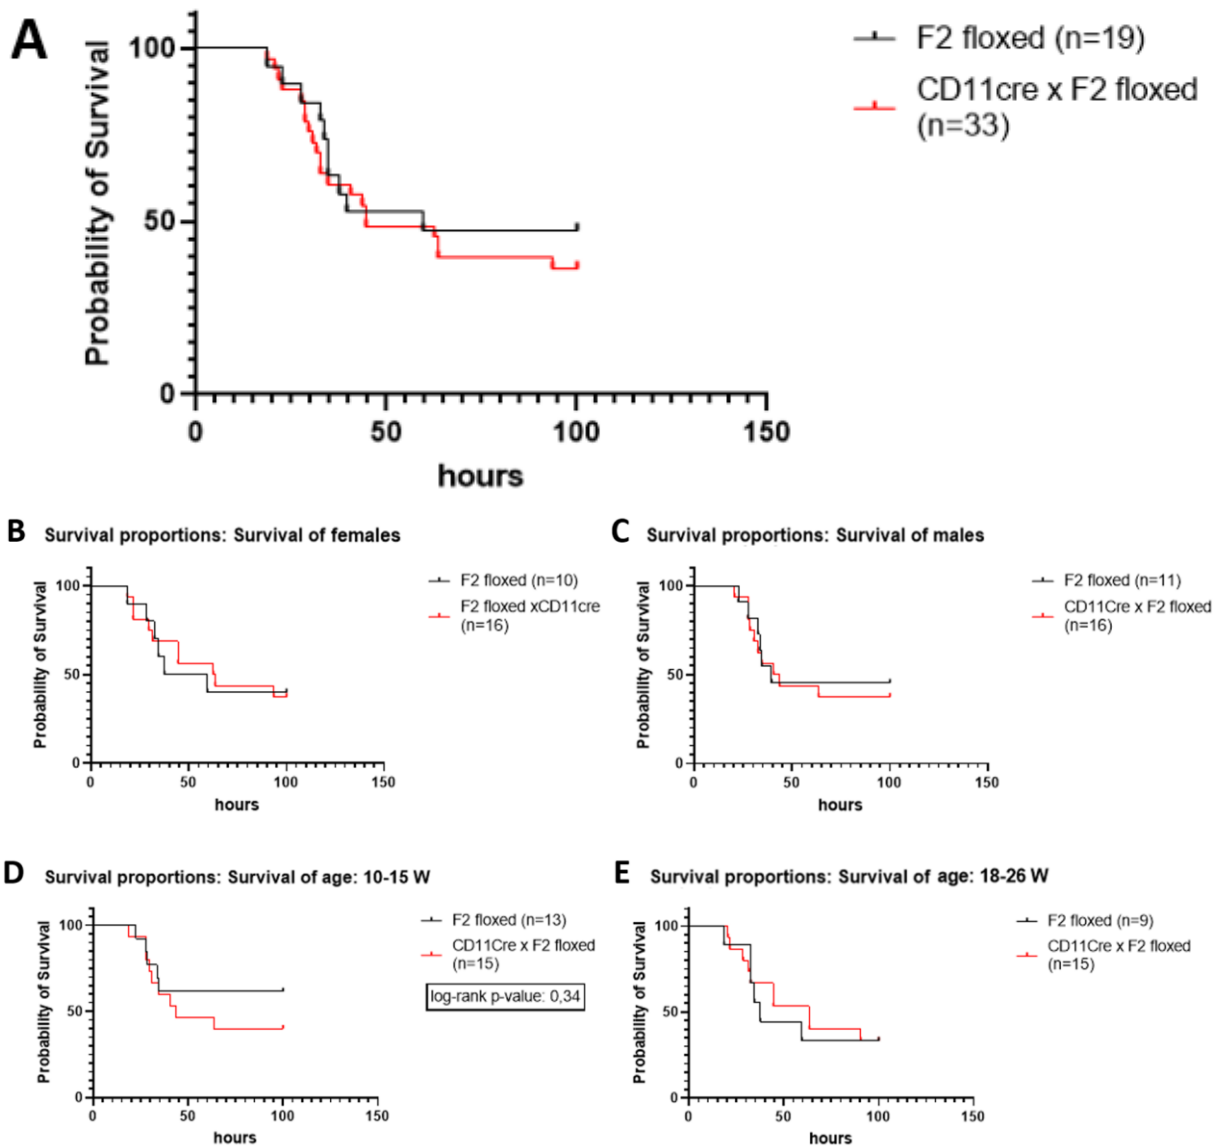 A
Probability of Survival
100
50
0
0 50 100 150
hours
F2 floxed (n=19)
CD11cre x F2 floxed
(n=33)
B Survival proportions: Survival of females
Probability of Survival
100
50
0
0 50 100 150
hours
F2 floxed (n=10)
F2 floxed xCD11cre
(n=16)
C Survival proportions: Survival of males
Probability of Survival
100
50
0
0 50 100 150
hours
F2 floxed (n=11)
CD11Cre x F2 floxed
(n=16)
D Survival proportions: Survival of age: 10-15 W
Probability of Survival
100
50
0
0 50 100 150
hours
F2 floxed (n=13)
CD11Cre x F2 floxed
(n=15)
log-rank p-value: 0,34
E Survival proportions: Survival of age: 18-26 W
Probability of Survival
100
50
0
0 50 100 150
hours
F2 floxed (n=9)
CD11Cre x F2 floxed
(n=15)